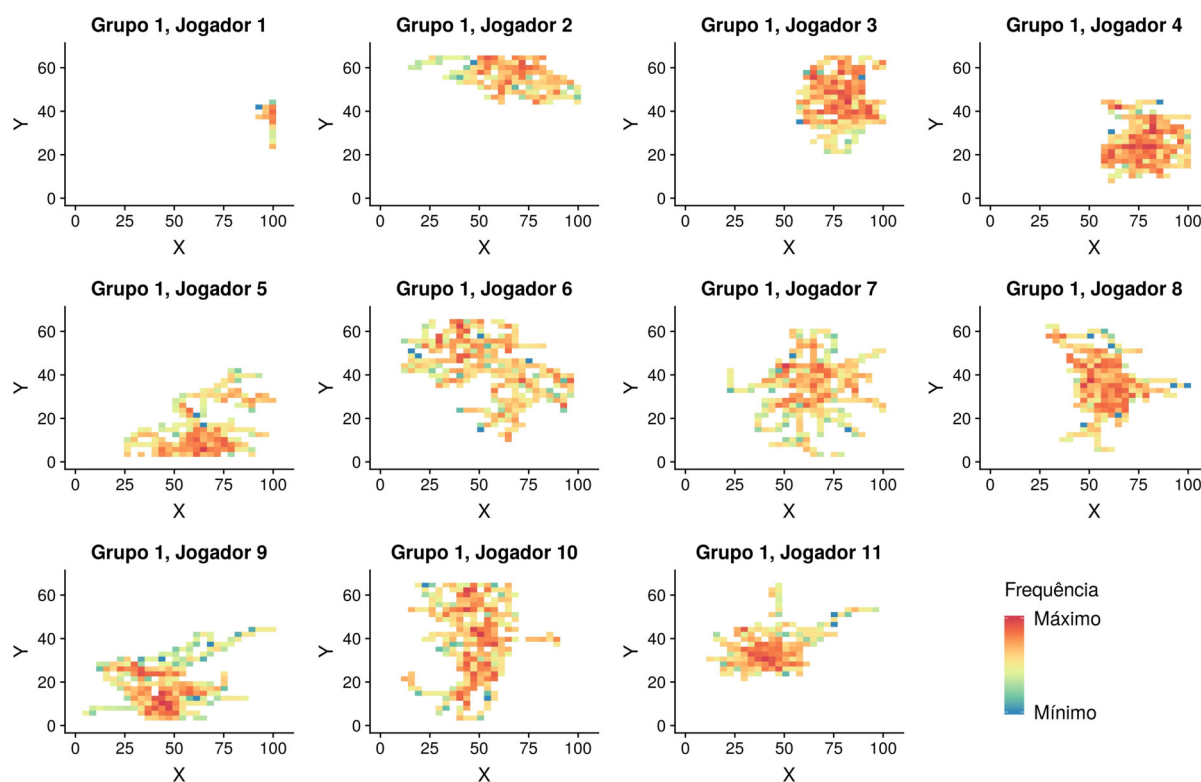 Grupo 1, Jogador 1
60
40
20
0
Y
0 25 50 75 100
X
Grupo 1, Jogador 2
60
40
20
0
Y
0 25 50 75 100
X
Grupo 1, Jogador 3
60
40
20
0
Y
0 25 50 75 100
X
Grupo 1, Jogador 4
60
40
20
0
Y
0 25 50 75 100
X
Grupo 1, Jogador 5
60
40
20
0
Y
0 25 50 75 100
X
Grupo 1, Jogador 6
60
40
20
0
Y
0 25 50 75 100
X
Grupo 1, Jogador 7
60
40
20
0
Y
0 25 50 75 100
X
Grupo 1, Jogador 8
60
40
20
0
Y
0 25 50 75 100
X
Grupo 1, Jogador 9
60
40
20
0
Y
0 25 50 75 100
X
Grupo 1, Jogador 10
60
40
20
0
Y
0 25 50 75 100
X
Grupo 1, Jogador 11
60
40
20
0
Y
0 25 50 75 100
X
Frequência
Máximo
Mínimo